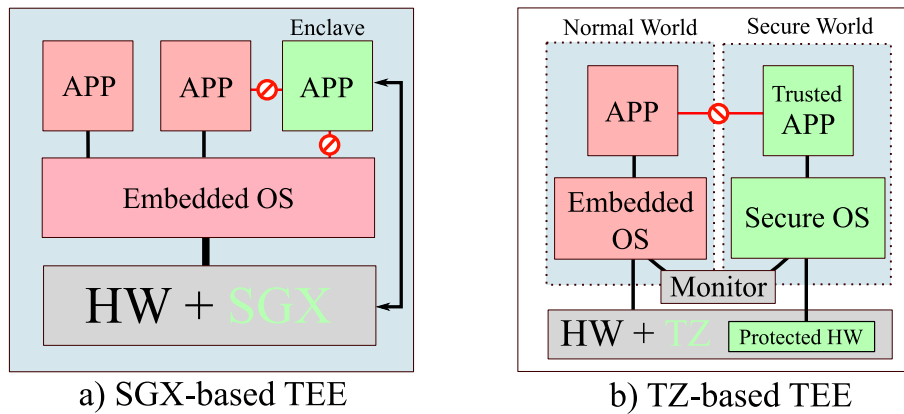 Enclave
APP
APP
APP
Embedded OS
HW + SGX
a) SGX-based TEE
Normal World
Secure World
APP
Trusted
APP
Embedded
OS
Secure OS
Monitor
HW + TZ
Protected HW
b) TZ-based TEE